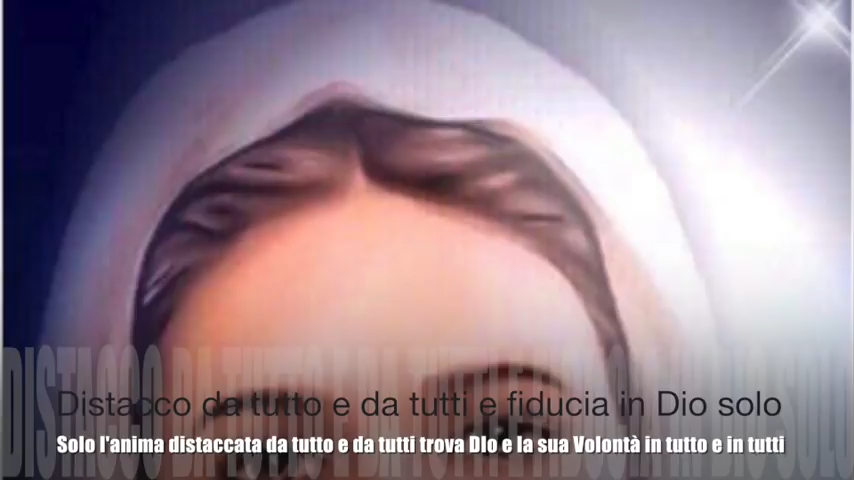 DISTACCO DA TUTTO E DA TUTTI E FIDUCIA IN DIO SOLO
Distacco da tutto e da tutti e fiducia in Dio solo
Solo l'anima distaccata da tutto e da tutti trova DIo e la sua Volontà in tutto e in tutti